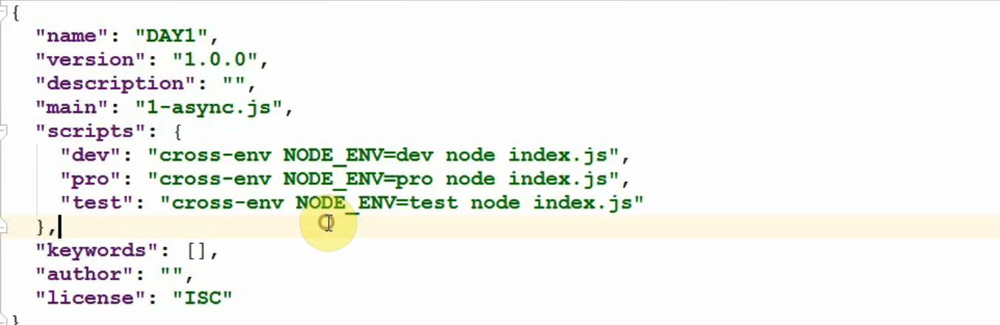 {
  "name": "DAY1",
  "version": "1.0.0",
  "description": "",
  "main": "1-async.js",
  "scripts": {
    "dev": "cross-env NODE_ENV=dev node index.js",
    "pro": "cross-env NODE_ENV=pro node index.js",
    "test": "cross-env NODE_ENV=test node index.js"
  },
  "keywords": [],
  "author": "",
  "license": "ISC"
}